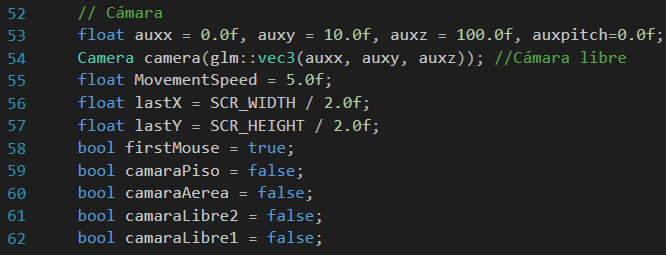 52 // Cámara
53 float auxx = 0.0f, auxy = 10.0f, auxz = 100.0f, auxpitch=0.0f;
54 Camera camera(glm::vec3(auxx, auxy, auxz)); //Cámara libre
55 float MovementSpeed = 5.0f;
56 float lastX = SCR_WIDTH / 2.0f;
57 float lastY = SCR_HEIGHT / 2.0f;
58 bool firstMouse = true;
59 bool camaraPiso = false;
60 bool camaraAerea = false;
61 bool camaraLibre2 = false;
62 bool camaraLibre1 = false;